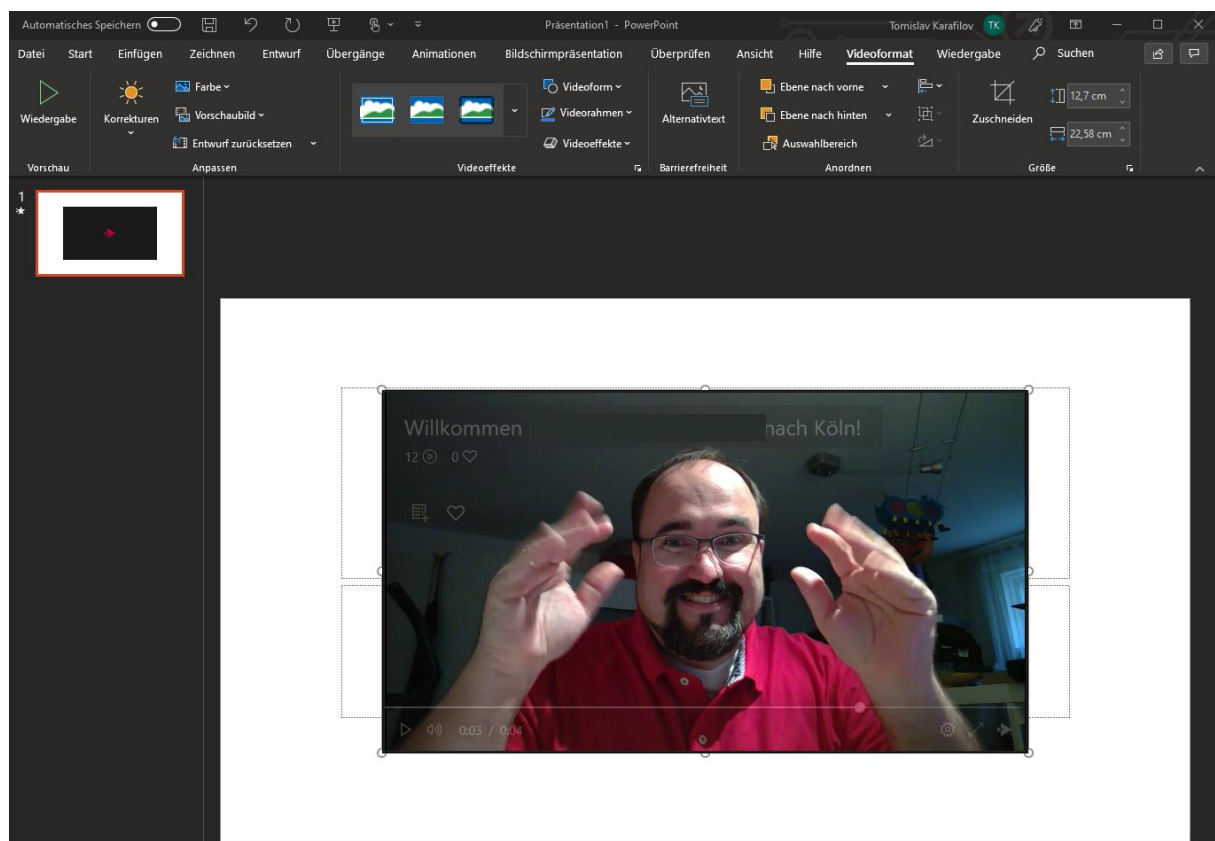 Automatisches Speichern Präsentation1 - PowerPoint Tomislav Karafilov TK
Datei Start Einfügen Zeichnen Entwurf Übergänge Animationen Bildschirmpräsentation Überprüfen Ansicht Hilfe Videoformat Wiedergabe Suchen
Wiedergabe
Korrekturen
Farbe
Vorschaubild
Entwurf zurücksetzen
Videoform
Videorahmen
Videoeffekte
Alternativtext
Ebene nach vorne
Ebene nach hinten
Auswahlbereich
Zuschneiden
12,7 cm
22,58 cm
Vorschau Anpassen Videoeffekte Barrierefreiheit Anordnen Größe
1
Willkommen nach Köln!
12 0
0:03 / 0:04